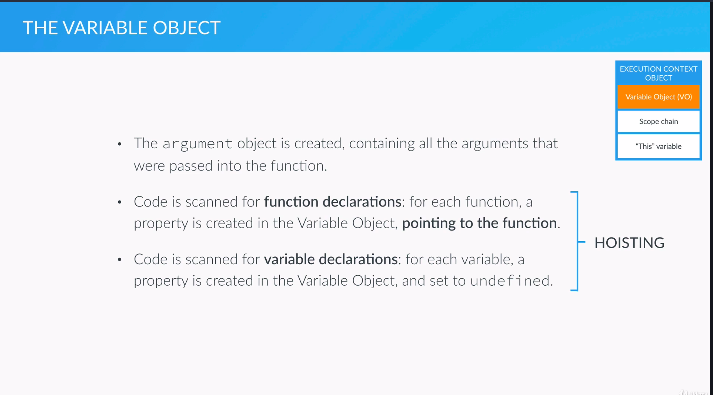 THE VARIABLE OBJECT
EXECUTION CONTEXT
OBJECT
Variable Object (VO)
Scope chain
"This" variable
• The argument object is created, containing all the arguments that
were passed into the function.
• Code is scanned for function declarations: for each function, a
property is created in the Variable Object, pointing to the function.
• Code is scanned for variable declarations: for each variable, a
property is created in the Variable Object, and set to undefined.
HOISTING